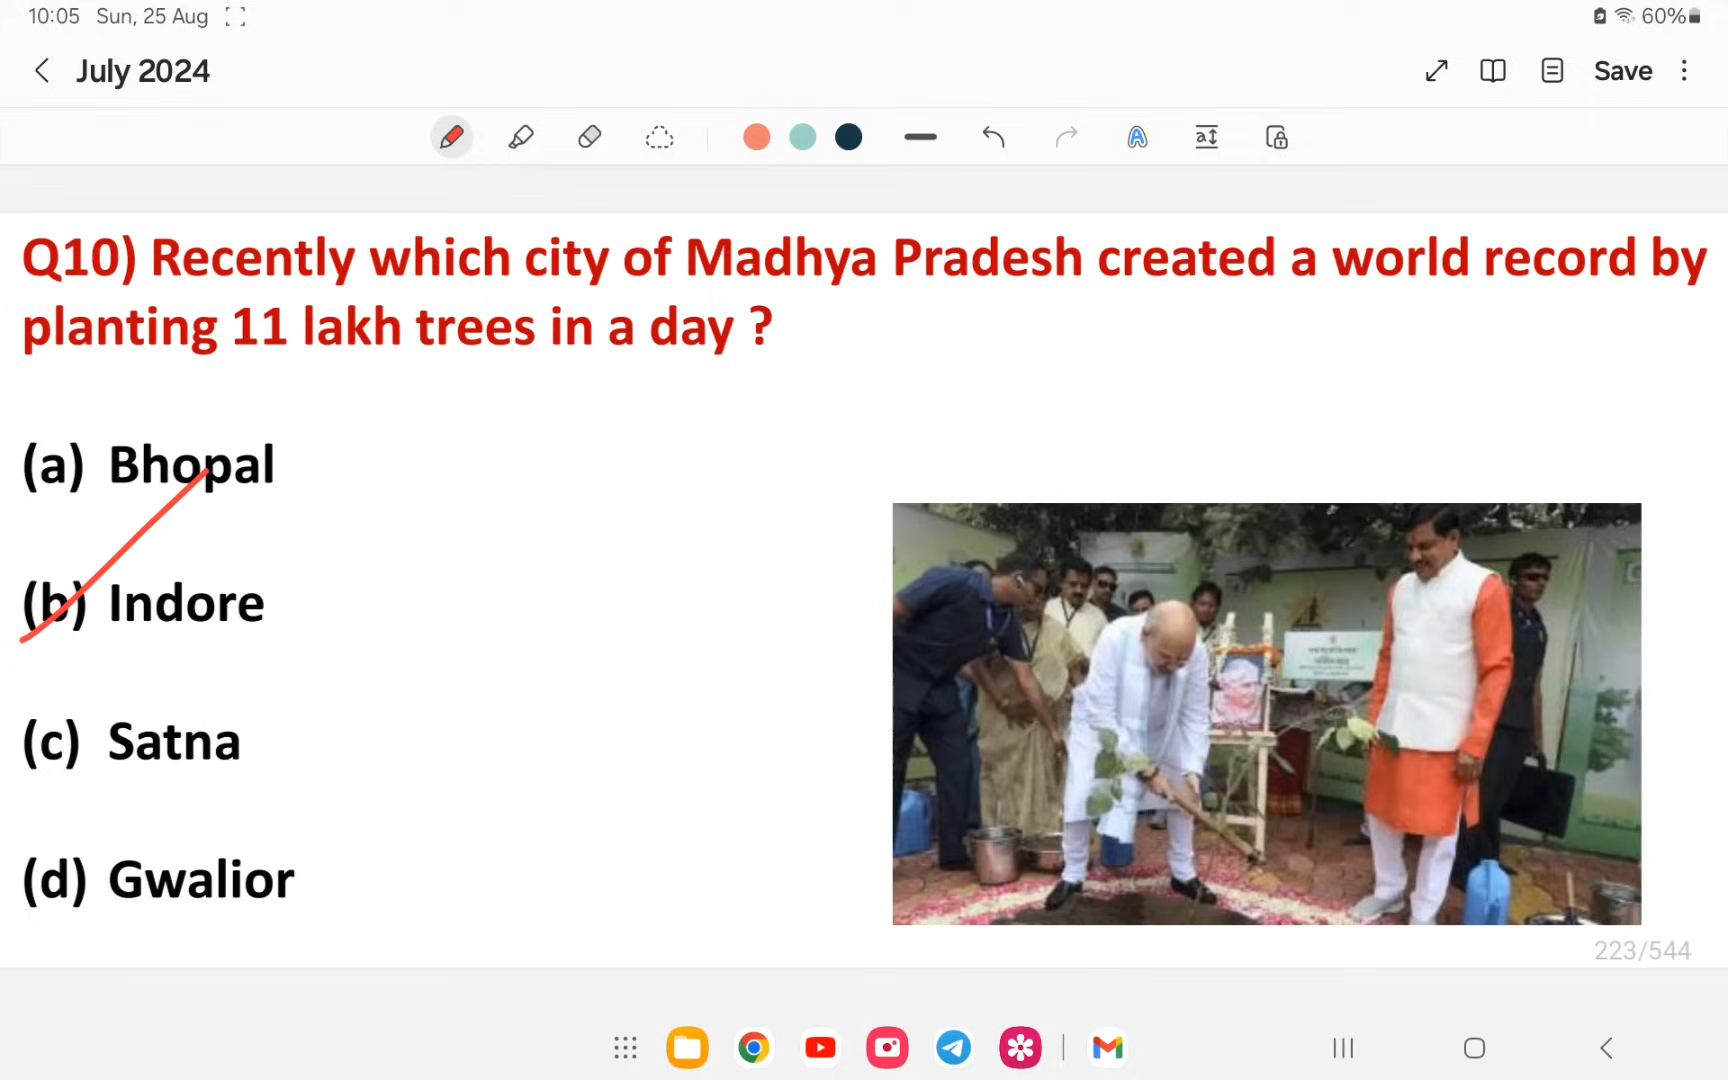 10:05 Sun, 25 Aug
60%
July 2024
Save
Q10) Recently which city of Madhya Pradesh created a world record by
planting 11 lakh trees in a day ?
(a) Bhopal
(b) Indore
(c) Satna
(d) Gwalior
223/544